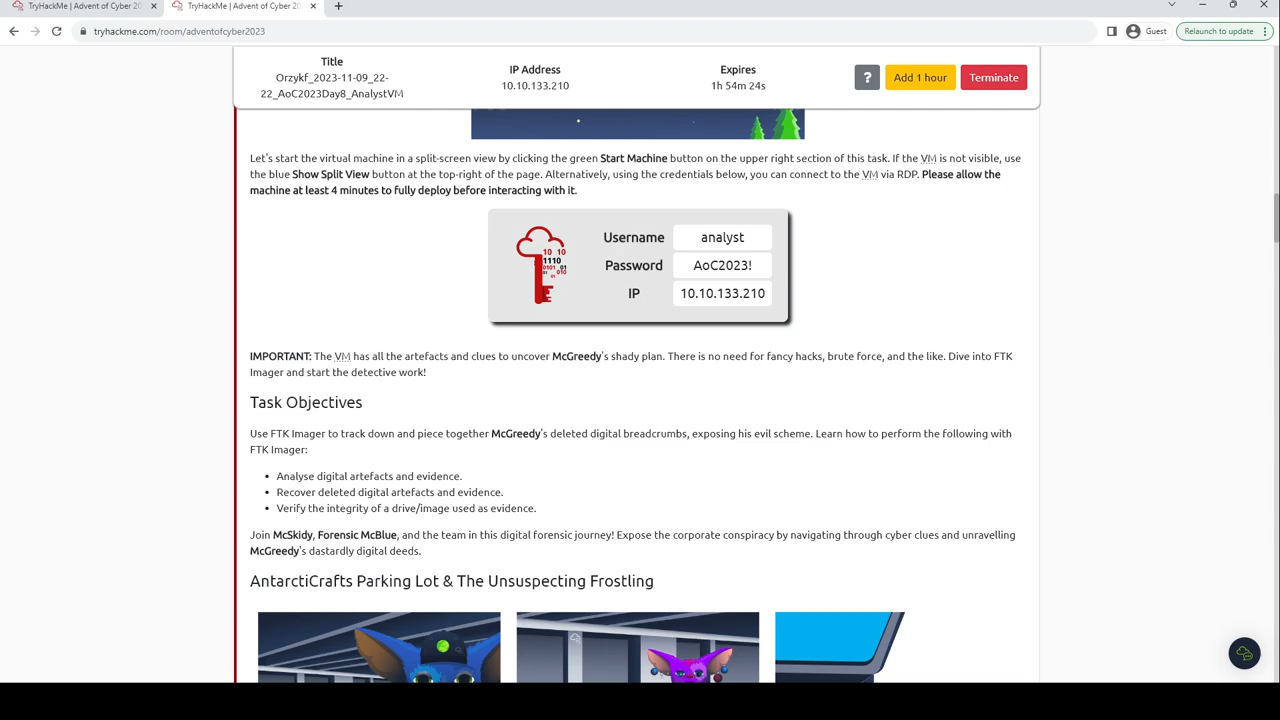 TryHackMe | Advent of Cyber 20
TryHackMe | Advent of Cyber 20
tryhackme.com/room/adventofcyber2023
Guest
Relaunch to update
Title
Orzykf_2023-11-09_22-
22_AoC2023Day8_AnalystVM
IP Address
10.10.133.210
Expires
1h 54m 24s
?
Add 1 hour
Terminate
Let's start the virtual machine in a split-screen view by clicking the green Start Machine button on the upper right section of this task. If the VM is not visible, use
the blue Show Split View button at the top-right of the page. Alternatively, using the credentials below, you can connect to the VM via RDP. Please allow the
machine at least 4 minutes to fully deploy before interacting with it.
Username
analyst
Password
AoC2023!
IP
10.10.133.210
IMPORTANT: The VM has all the artefacts and clues to uncover McGreedy's shady plan. There is no need for fancy hacks, brute force, and the like. Dive into FTK
Imager and start the detective work!
Task Objectives
Use FTK Imager to track down and piece together McGreedy's deleted digital breadcrumbs, exposing his evil scheme. Learn how to perform the following with
FTK Imager:
• Analyse digital artefacts and evidence.
• Recover deleted digital artefacts and evidence.
• Verify the integrity of a drive/image used as evidence.
Join McSkidy, Forensic McBlue, and the team in this digital forensic journey! Expose the corporate conspiracy by navigating through cyber clues and unravelling
McGreedy's dastardly digital deeds.
AntarctiCrafts Parking Lot & The Unsuspecting Frostling